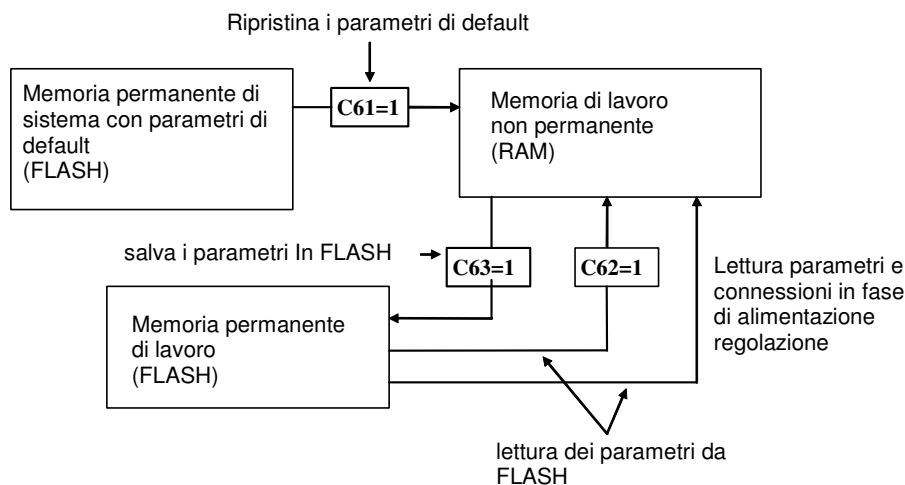 Ripristina i parametri di default
Memoria permanente di
sistema con parametri di
default
(FLASH)
C61=1
Memoria di lavoro
non permanente
(RAM)
salva i parametri In FLASH
C63=1
C62=1
Lettura parametri e
connessioni in fase
di alimentazione
regolazione
Memoria permanente
di lavoro
(FLASH)
lettura dei parametri da
FLASH